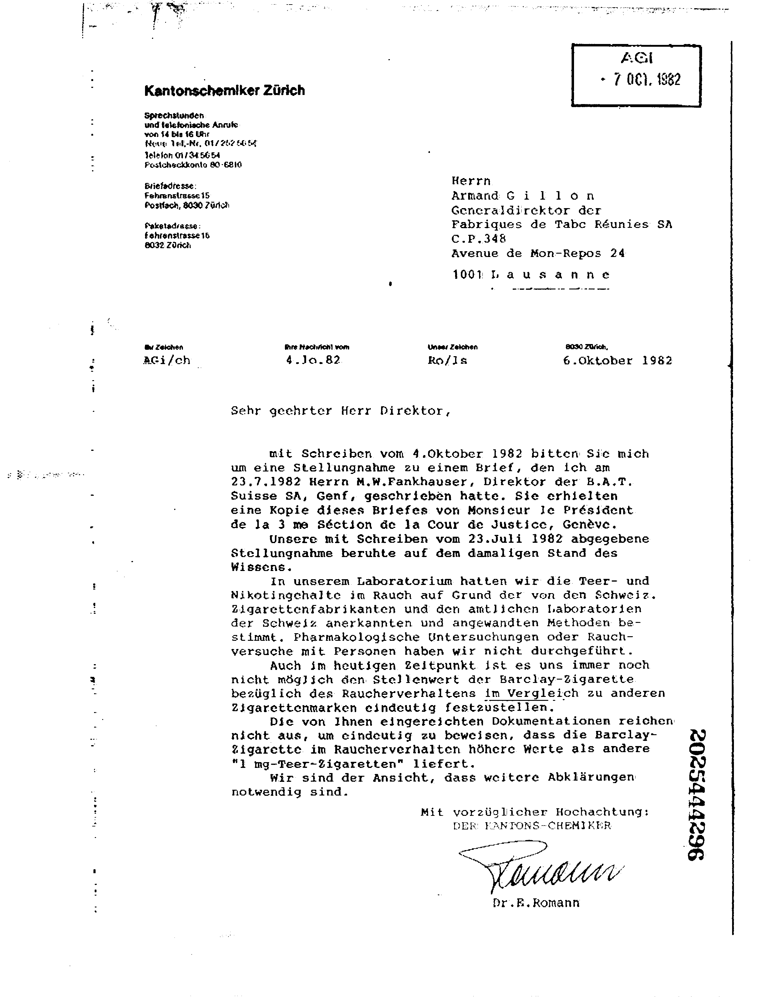 AGI
- 7 OCT. 1982
Kantonschemiker Zürich
Sprechstunden
und telefonische Anrufe
von 14 bis 16 Uhr
Neue Tel.-Nr. 01/252 56 54
Telefon 01/34 56 54
Postcheckkonto 80-6810
Briefadresse:
Fehrenstrasse 15
Postfach, 8030 Zürich
Paketadresse:
Fehrenstrasse 15
8032 Zürich
Herrn
Armand G i l l o n
Generaldirektor der
Fabriques de Tabc Réunies SA
C.P.348
Avenue de Mon-Repos 24
1001 L a u s a n n e
Ihr Zeichen Ihre Nachricht vom Unser Zeichen 8030 Zürich,
AGi/ch 4.Jo.82 Ro/ls 6.Oktober 1982
Sehr geehrter Herr Direktor,
mit Schreiben vom 4.Oktober 1982 bitten Sie mich
um eine Stellungnahme zu einem Brief, den ich am
23.7.1982 Herrn M.W.Fankhauser, Direktor der B.A.T.
Suisse SA, Genf, geschrieben hatte. Sie erhielten
eine Kopie dieses Briefes von Monsieur le Président
de la 3 me Séction de la Cour de Justice, Genève.
Unsere mit Schreiben vom 23.Juli 1982 abgegebene
Stellungnahme beruhte auf dem damaligen Stand des
Wissens.
In unserem Laboratorium hatten wir die Teer- und
Nikotingehalte im Rauch auf Grund der von den Schweiz.
Zigarettenfabrikanten und den amtlichen Laboratorien
der Schweiz anerkannten und angewandten Methoden be-
stimmt. Pharmakologische Untersuchungen oder Rauch-
versuche mit Personen haben wir nicht durchgeführt.
Auch im heutigen Zeitpunkt ist es uns immer noch
nicht möglich den Stellenwert der Barclay-Zigarette
bezüglich des Raucherverhaltens im Vergleich zu anderen
Zigarettenmarken eindeutig festzustellen.
Die von Ihnen eingereichten Dokumentationen reichen
nicht aus, um eindeutig zu beweisen, dass die Barclay-
Zigarette im Raucherverhalten höhere Werte als andere
"1 mg-Teer-Zigaretten" liefert.
Wir sind der Ansicht, dass weitere Abklärungen
notwendig sind.
Mit vorzüglicher Hochachtung:
DER KANTONS-CHEMIKER
Romann
Dr.E.Romann
2025444296